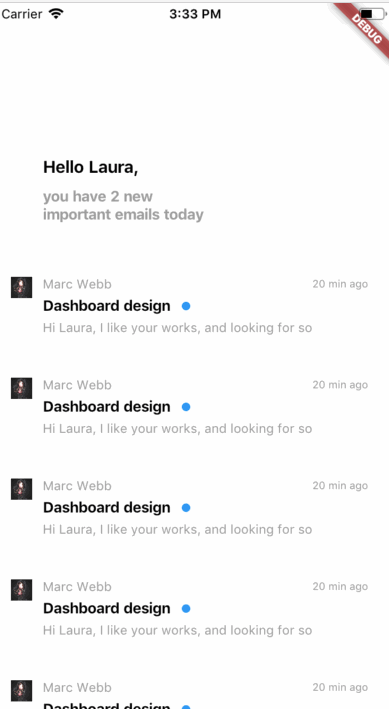 Carrier 3:33 PM
DEBUG
Hello Laura,
you have 2 new
important emails today
Marc Webb 20 min ago
Dashboard design
Hi Laura, I like your works, and looking for so
Marc Webb 20 min ago
Dashboard design
Hi Laura, I like your works, and looking for so
Marc Webb 20 min ago
Dashboard design
Hi Laura, I like your works, and looking for so
Marc Webb 20 min ago
Dashboard design
Hi Laura, I like your works, and looking for so
Marc Webb 20 min ago
Dashboard design